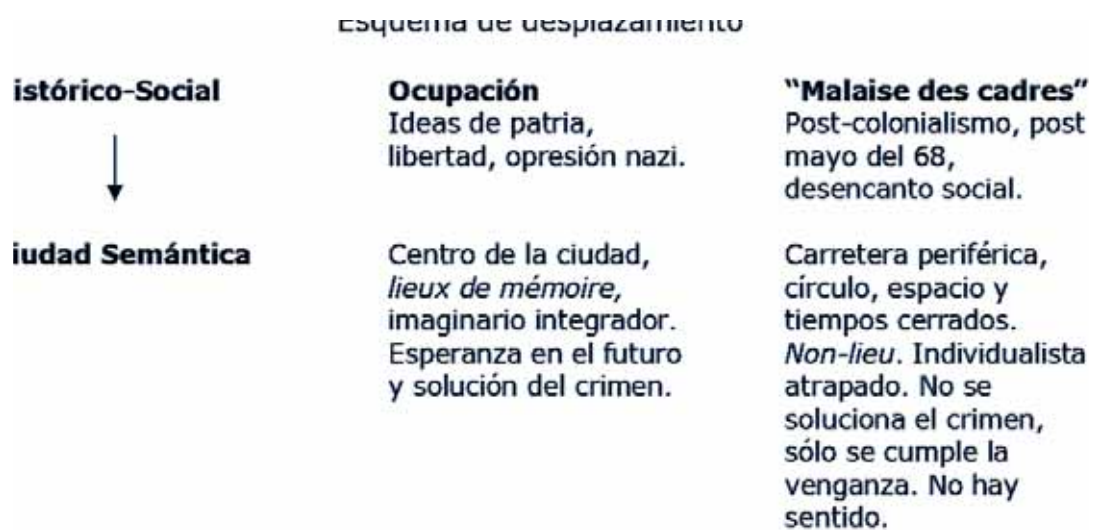 Esquema de desplazamiento
istórico-Social
Ocupación
Ideas de patria,
libertad, opresión nazi.
“Malaise des cadres”
Post-colonialismo, post
mayo del 68,
desencanto social.
iudad Semántica
Centro de la ciudad,
lieux de mémoire,
imaginario integrador.
Esperanza en el futuro
y solución del crimen.
Carretera periférica,
círculo, espacio y
tiempos cerrados.
Non-lieu. Individualista
atrapado. No se
soluciona el crimen,
sólo se cumple la
venganza. No hay
sentido.